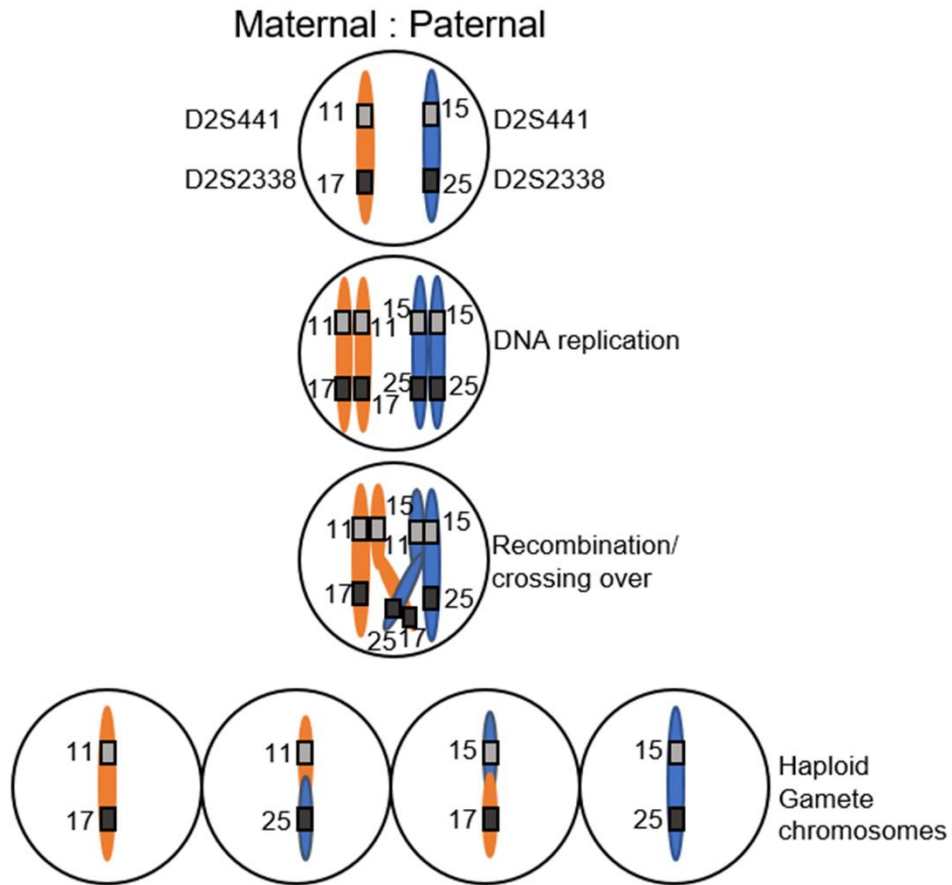 Maternal : Paternal
D2S441 11 15 D2S441
D2S2338 17 25 D2S2338
11 11 15 15
DNA replication
17 17 25 25
11 15 11 15
Recombination/
crossing over
17 25 17 25
11 11 15 15
17 25 17 25
Haploid
Gamete
chromosomes